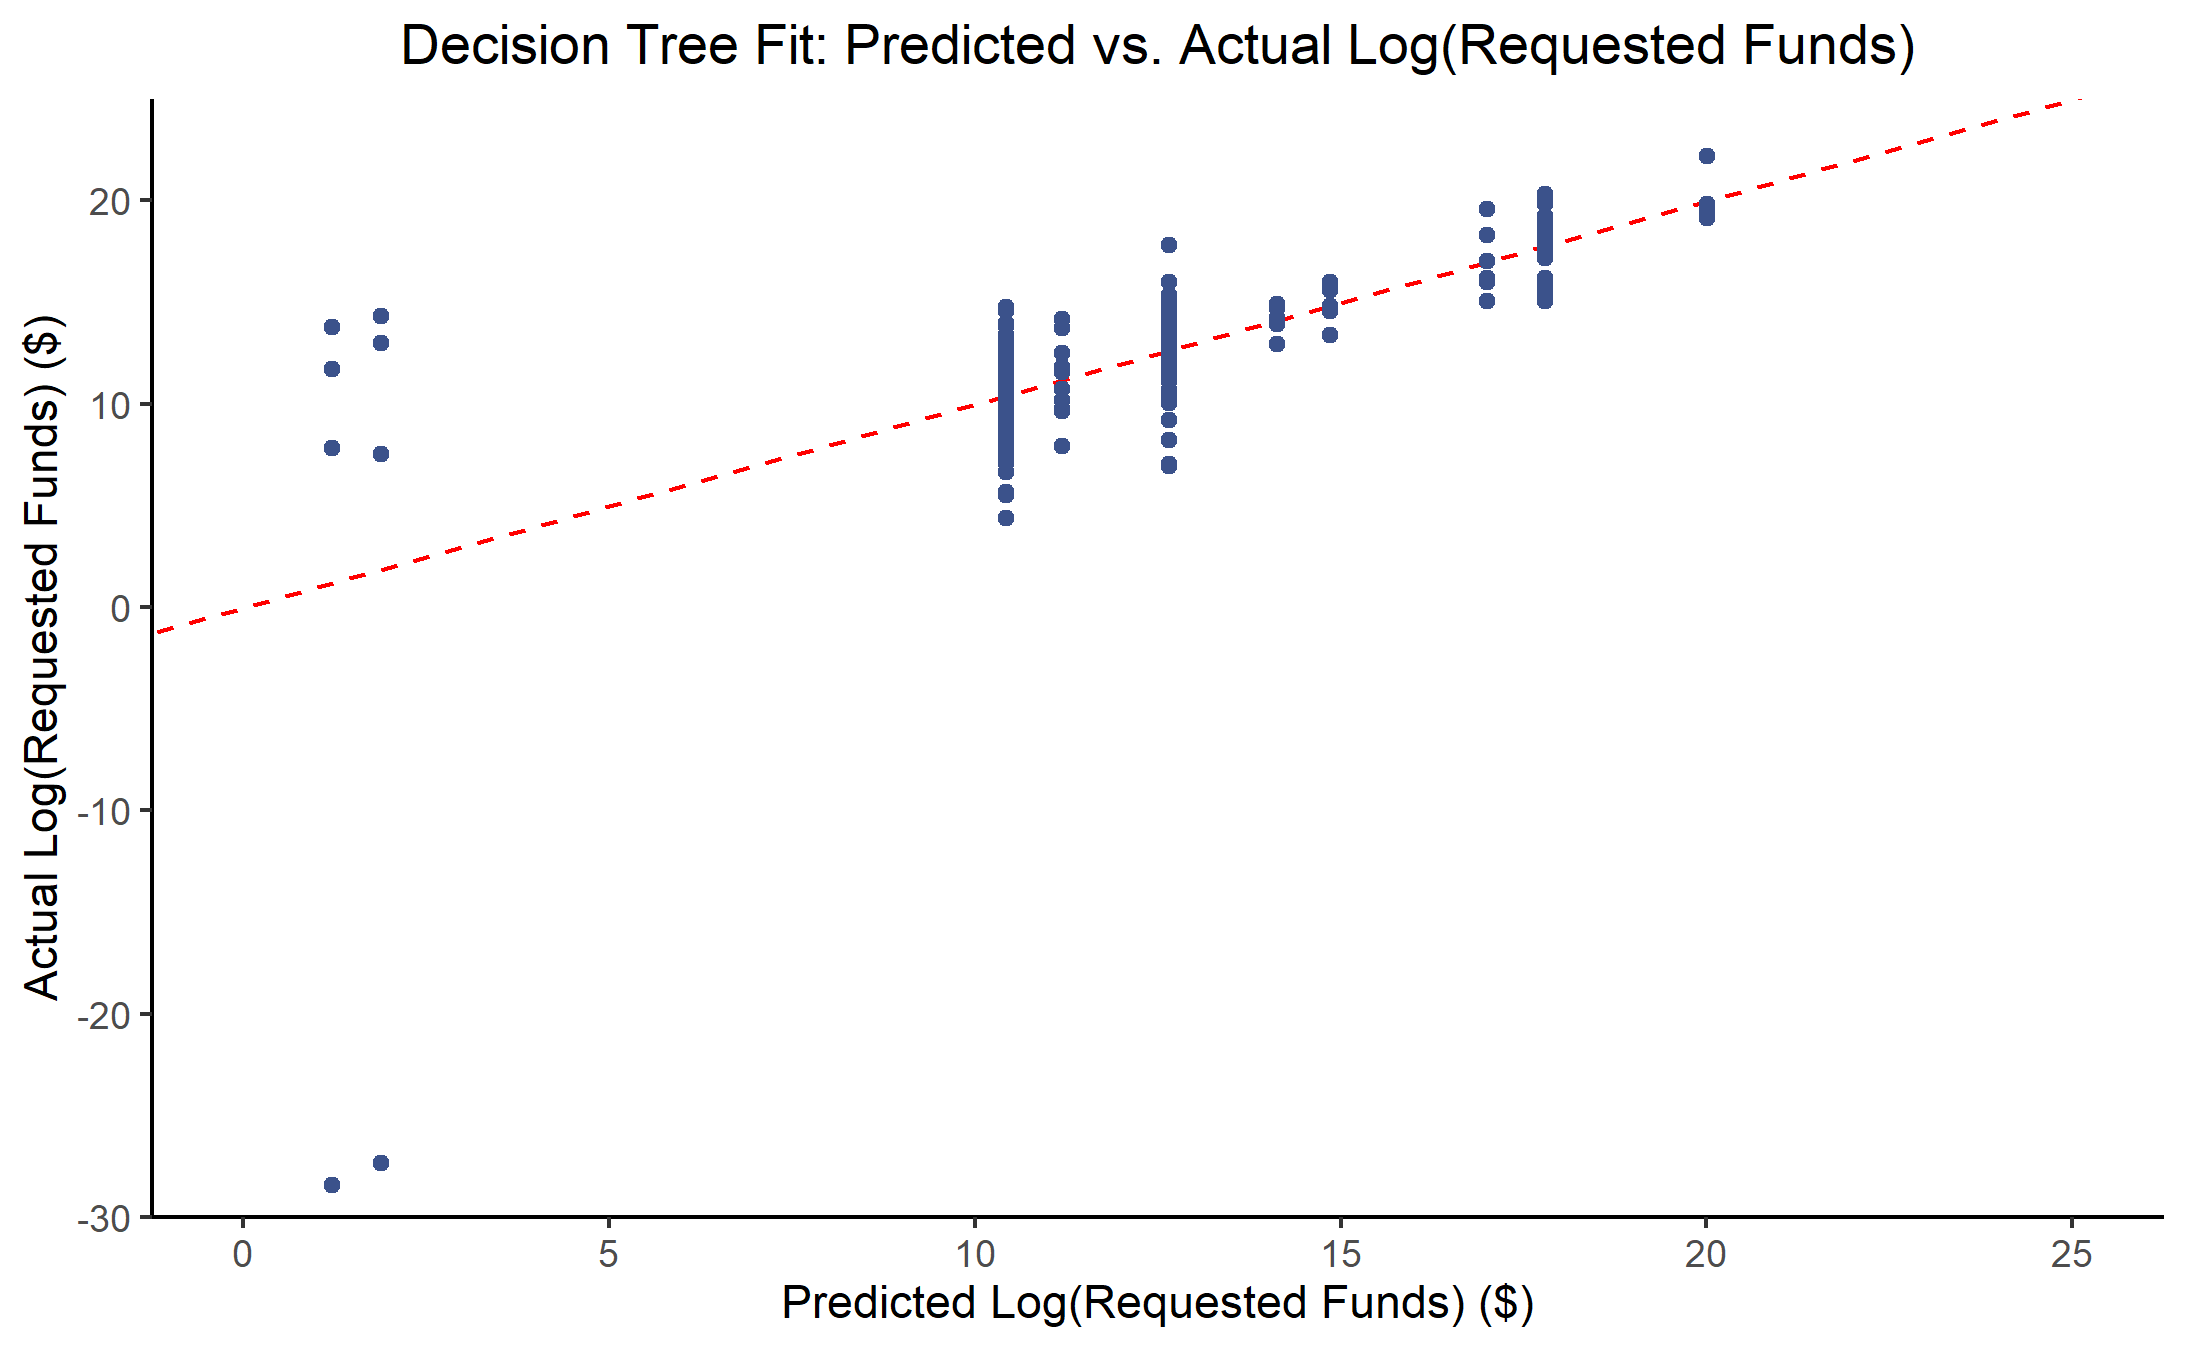 Decision Tree Fit: Predicted vs. Actual Log(Requested Funds)
Actual Log(Requested Funds) ($)
20
10
0
-10
-20
-30
0 5 10 15 20 25
Predicted Log(Requested Funds) ($)